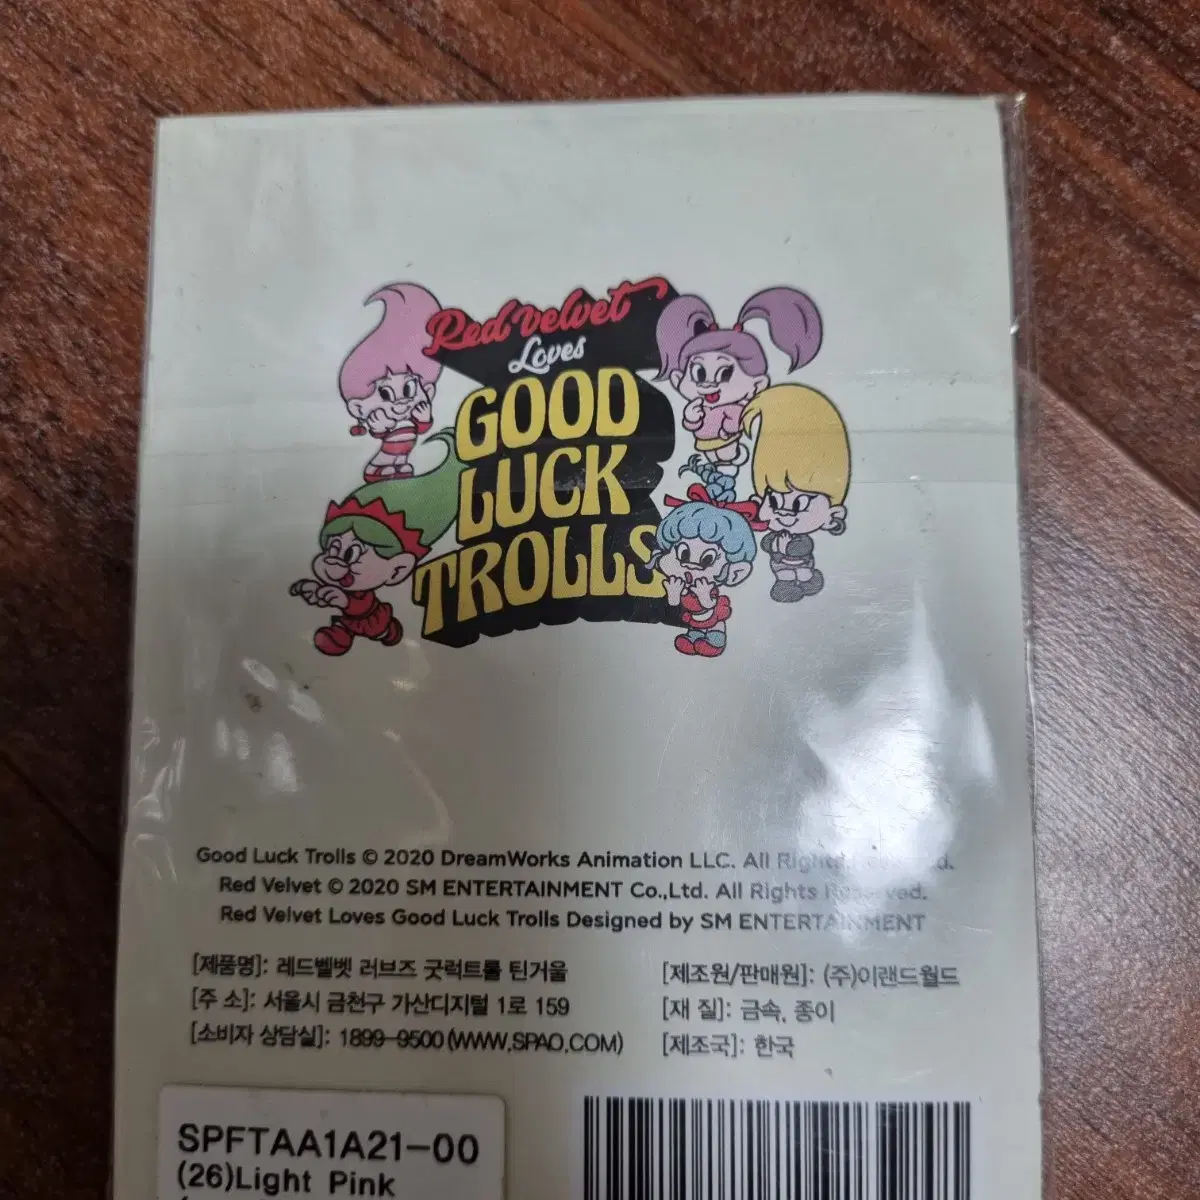 Red Velvet
Loves
GOOD
LUCK
TROLLS
Good Luck Trolls © 2020 DreamWorks Animation LLC. All Rights Reserved.
Red Velvet © 2020 SM ENTERTAINMENT Co.,Ltd. All Rights Reserved.
Red Velvet Loves Good Luck Trolls Designed by SM ENTERTAINMENT
[제품명]: 레드벨벳 러브즈 굿럭트롤 틴거울
[주 소]: 서울시 금천구 가산디지털 1로 159
[소비자 상담실]: 1899-9500(WWW.SPAO.COM)
[제조원/판매원]: (주)이랜드월드
[재 질]: 금속, 종이
[제조국]: 한국
SPFTAA1A21-00
(26)Light Pink